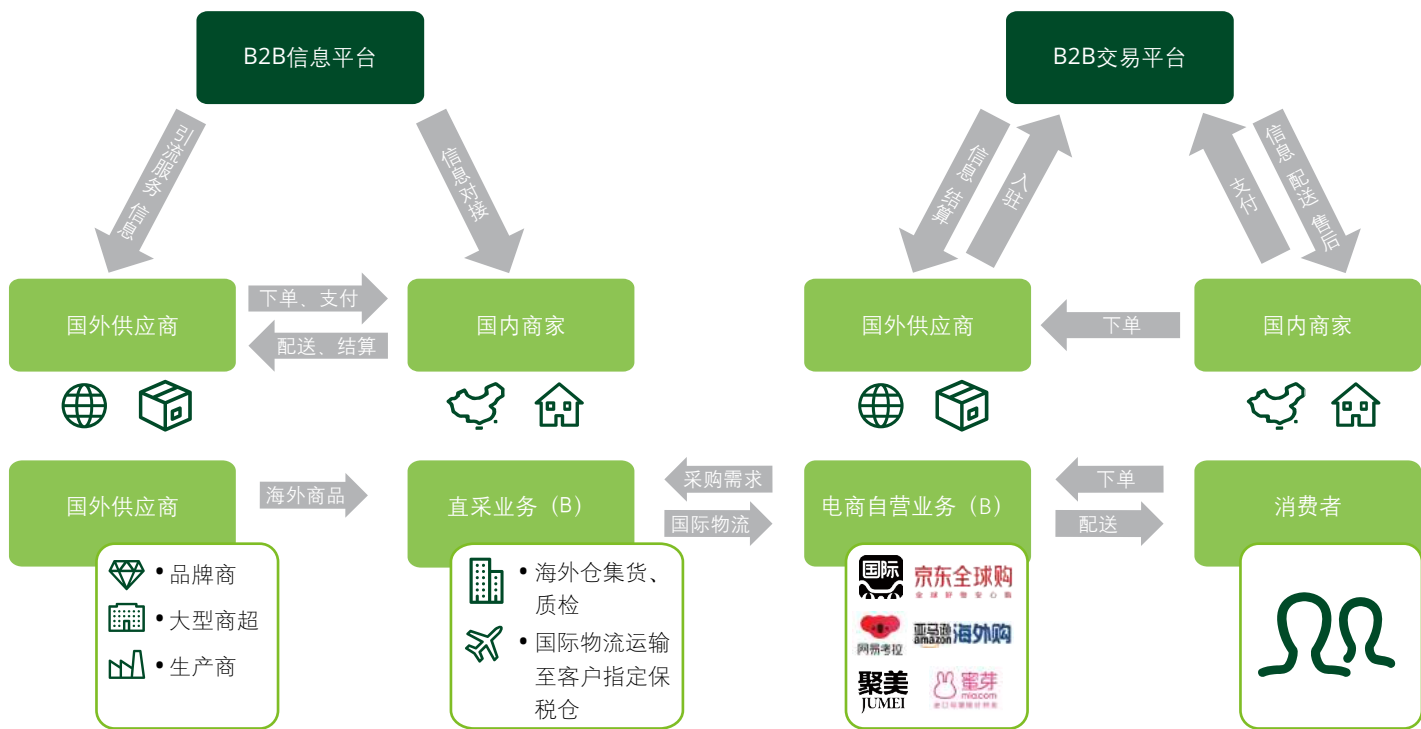 B2B信息平台
B2B交易平台
引流服务 信息
信息对接
信息 结算
入驻
支付
信息 配送 售后
国外供应商
下单、支付
配送、结算
国内商家
国外供应商
下单
国内商家
国外供应商
海外商品
直采业务（B）
采购需求
国际物流
电商自营业务（B）
下单
配送
消费者
• 品牌商
• 大型商超
• 生产商
• 海外仓集货、
质检
• 国际物流运输
至客户指定保
税仓
国际
京东全球购
全球好物安心购
网易考拉
亚马逊
amazon
海外购
聚美
JUMEI
蜜芽
mia.com